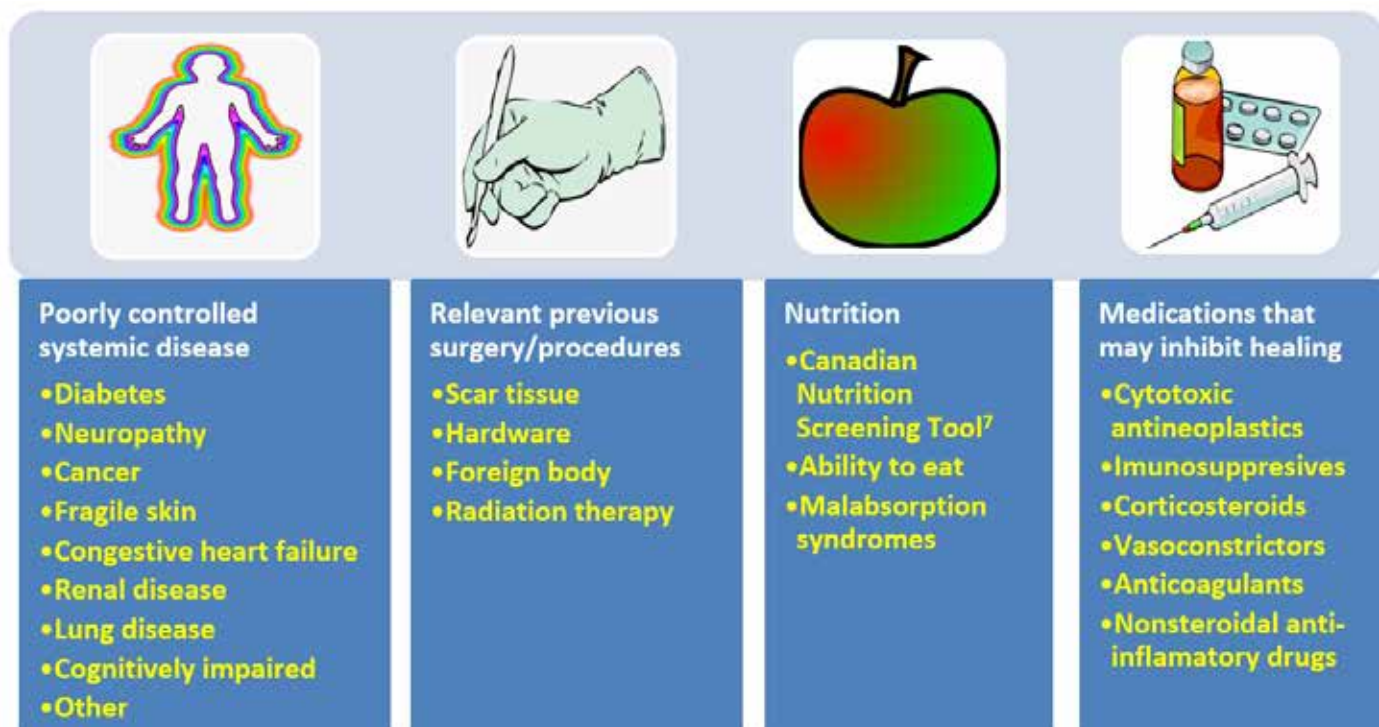 Poorly controlled
systemic disease
•Diabetes
•Neuropathy
•Cancer
•Fragile skin
•Congestive heart failure
•Renal disease
•Lung disease
•Cognitively impaired
•Other
Relevant previous
surgery/procedures
•Scar tissue
•Hardware
•Foreign body
•Radiation therapy
Nutrition
•Canadian
Nutrition
Screening Tool⁷
•Ability to eat
•Malabsorption
syndromes
Medications that
may inhibit healing
•Cytotoxic
antineoplastics
•Imunosuppresives
•Corticosteroids
•Vasoconstrictors
•Anticoagulants
•Nonsteroidal anti-
inflamatory drugs